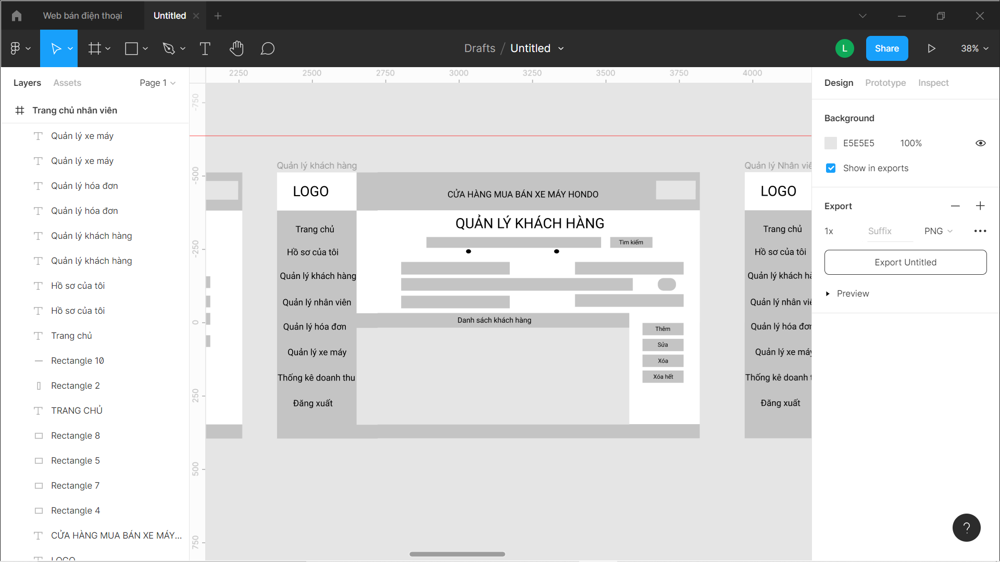 Web bán điện thoại
Untitled
Drafts / Untitled
L
Share
38%
Layers
Assets
Page 1
Trang chủ nhân viên
Quản lý xe máy
Quản lý xe máy
Quản lý hóa đơn
Quản lý hóa đơn
Quản lý khách hàng
Quản lý khách hàng
Hồ sơ của tôi
Hồ sơ của tôi
Trang chủ
Rectangle 10
Rectangle 2
TRANG CHỦ
Rectangle 8
Rectangle 5
Rectangle 7
Rectangle 4
CỬA HÀNG MUA BÁN XE MÁY...
LOGO
2250 2500 2750 3000 3250 3500 3750 4000
-750
-500
-250
0
250
500
750
Quản lý khách hàng
LOGO
CỬA HÀNG MUA BÁN XE MÁY HONDO
Trang chủ
Hồ sơ của tôi
Quản lý khách hàng
Quản lý nhân viên
Quản lý hóa đơn
Quản lý xe máy
Thống kê doanh thu
Đăng xuất
QUẢN LÝ KHÁCH HÀNG
Tìm kiếm
Danh sách khách hàng
Thêm
Sửa
Xóa
Xóa hết
Quản lý Nhân viê
LOGO
Trang chủ
Hồ sơ của tôi
Quản lý khách hà
Quản lý nhân viê
Quản lý hóa đơn
Quản lý xe máy
Thống kê doanh t
Đăng xuất
Design
Prototype
Inspect
Background
E5E5E5
100%
Show in exports
Export
1x
Suffix
PNG
Export Untitled
Preview
?